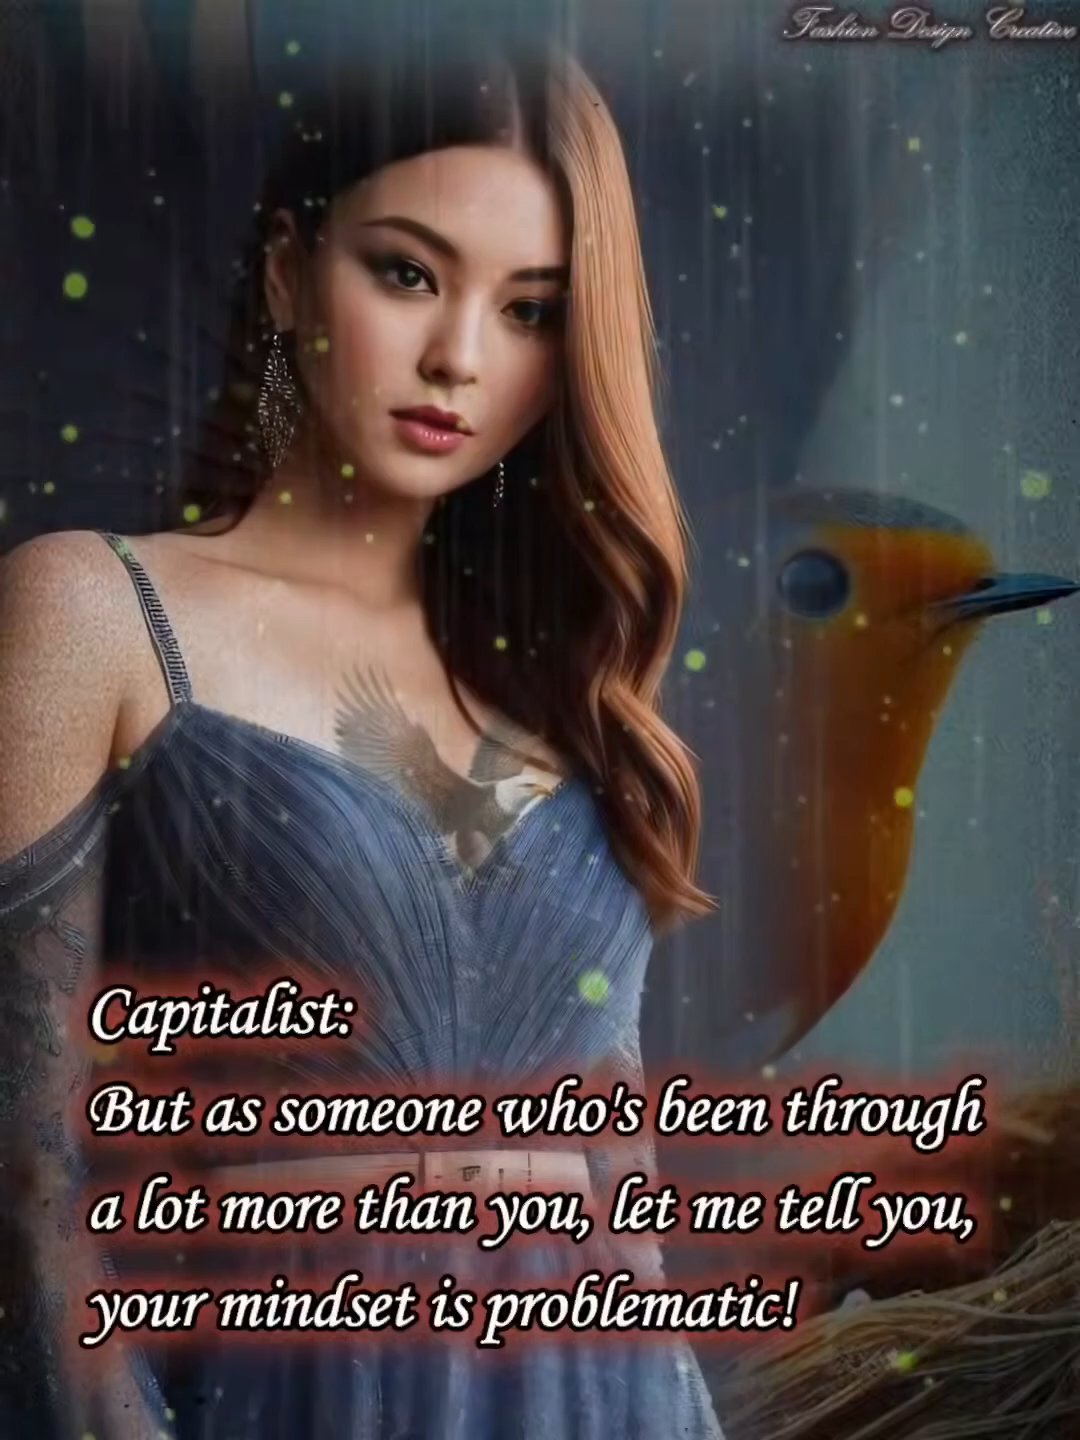 Fashion Design Creative
Capitalist:
But as someone who's been through
a lot more than you, let me tell you,
your mindset is problematic!